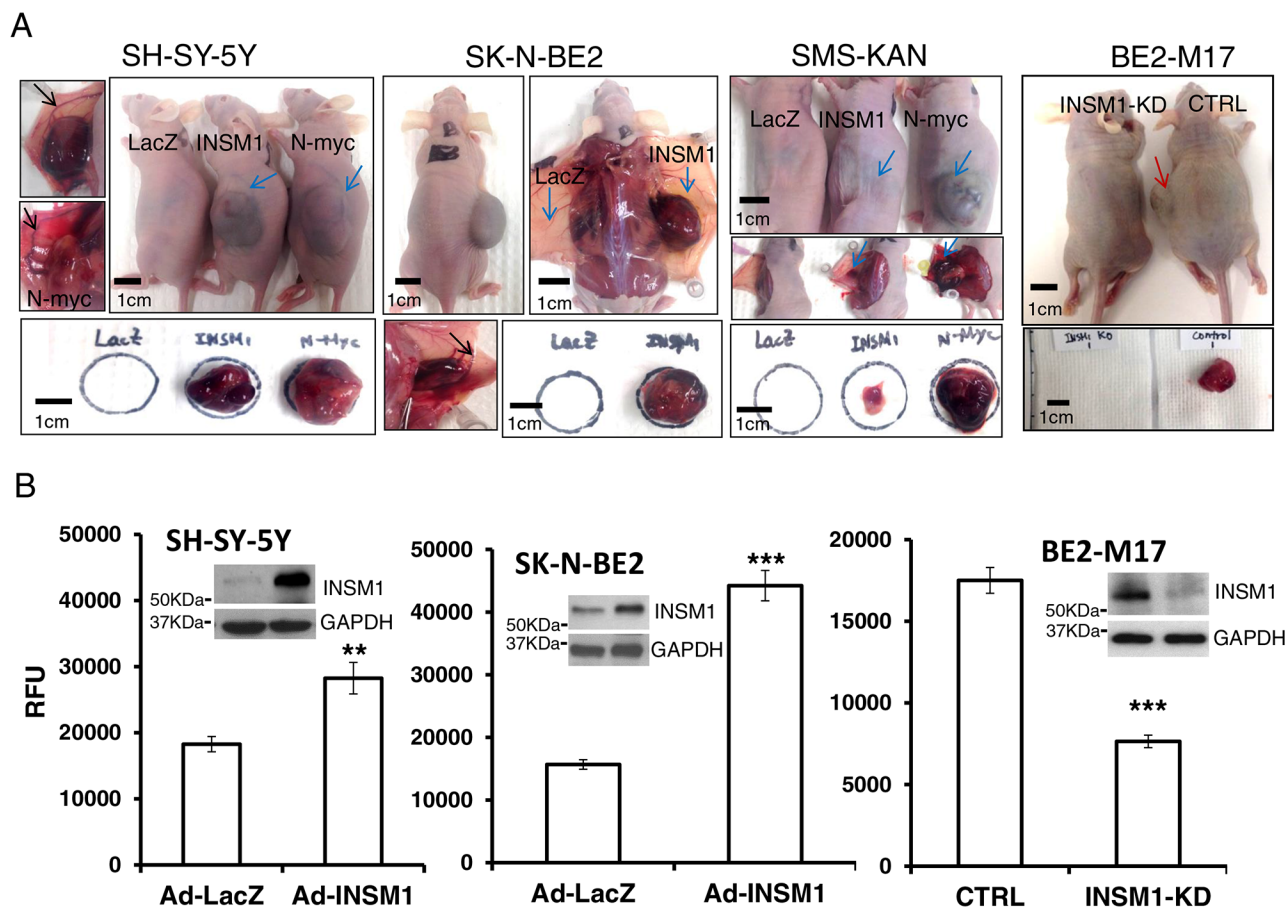 A
SH-SY-5Y
SK-N-BE2
SMS-KAN
BE2-M17
LacZ INSM1 N-myc
1cm
N-myc
LacZ INSM1 N-Myc
1cm
1cm
LacZ INSM1
1cm
LacZ INSM1
1cm
LacZ INSM1 N-myc
1cm
LacZ INSM1 N-Myc
1cm
INSM1-KD CTRL
1cm
INSM1 KO Control
1cm
B
SH-SY-5Y
50000
40000
30000
20000
10000
0
RFU
INSM1
50KDa
37KDa
GAPDH
**
Ad-LacZ Ad-INSM1
SK-N-BE2
50000
40000
30000
20000
10000
0
INSM1
50KDa
37KDa
GAPDH
***
Ad-LacZ Ad-INSM1
BE2-M17
20000
15000
10000
5000
0
INSM1
50KDa
37KDa
GAPDH
***
CTRL INSM1-KD